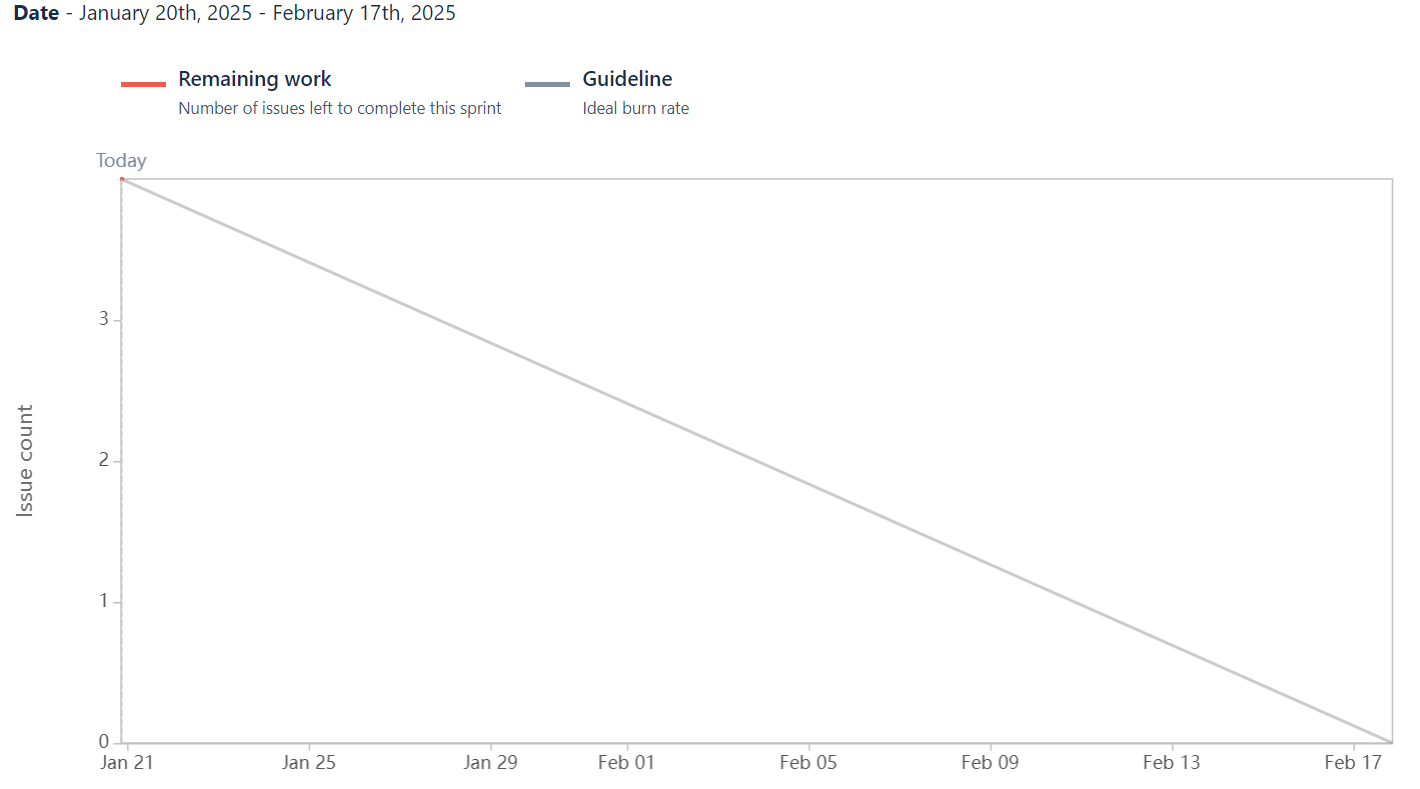 Date - January 20th, 2025 - February 17th, 2025
Remaining work
Number of issues left to complete this sprint
Guideline
Ideal burn rate
Today
3
2
1
0
Issue count
Jan 21 Jan 25 Jan 29 Feb 01 Feb 05 Feb 09 Feb 13 Feb 17